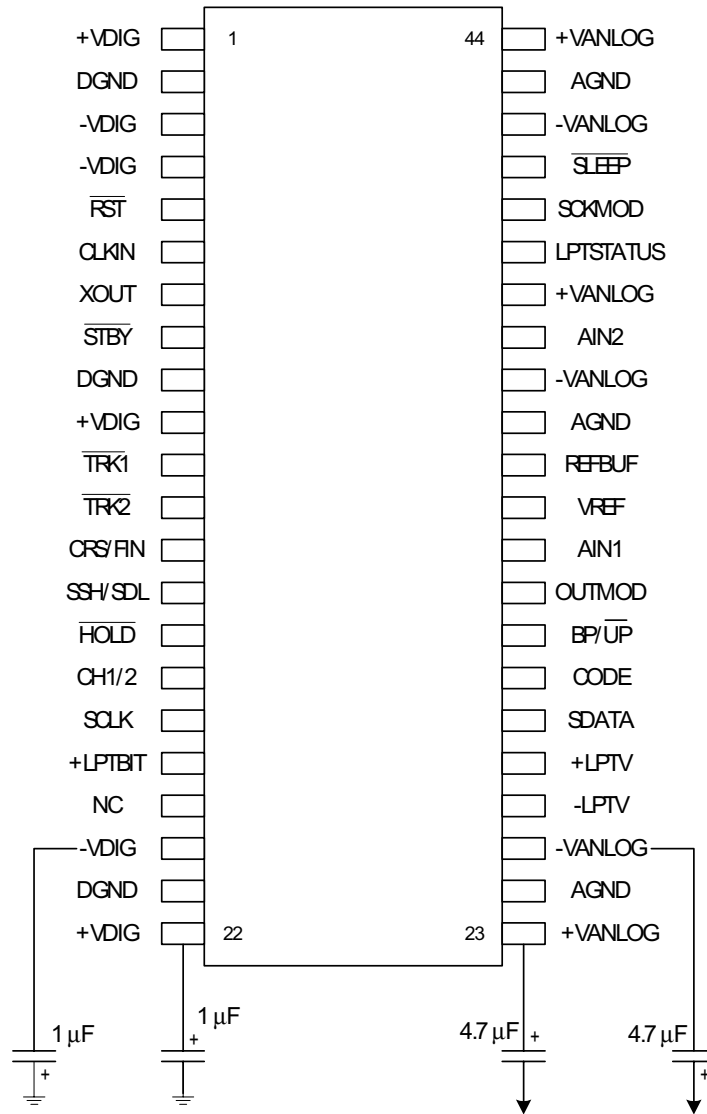 +VDIG 1 44 +VANLOG
DGND AGND
-VDIG -VANLOG
-VDIG SLEEP
RST SCKMOD
CLKIN LPTSTATUS
XOUT +VANLOG
STBY AIN2
DGND -VANLOG
+VDIG AGND
TRK1 REFBUF
TRK2 VREF
CRS/FIN AIN1
SSH/SDL OUTMOD
HOLD BP/UP
CH1/2 CODE
SCLK SDATA
+LPTBIT +LPTV
NC -LPTV
-VDIG -VANLOG
DGND AGND
+VDIG 22 23 +VANLOG
1 μF + 1 μF + 4.7 μF + 4.7 μF +